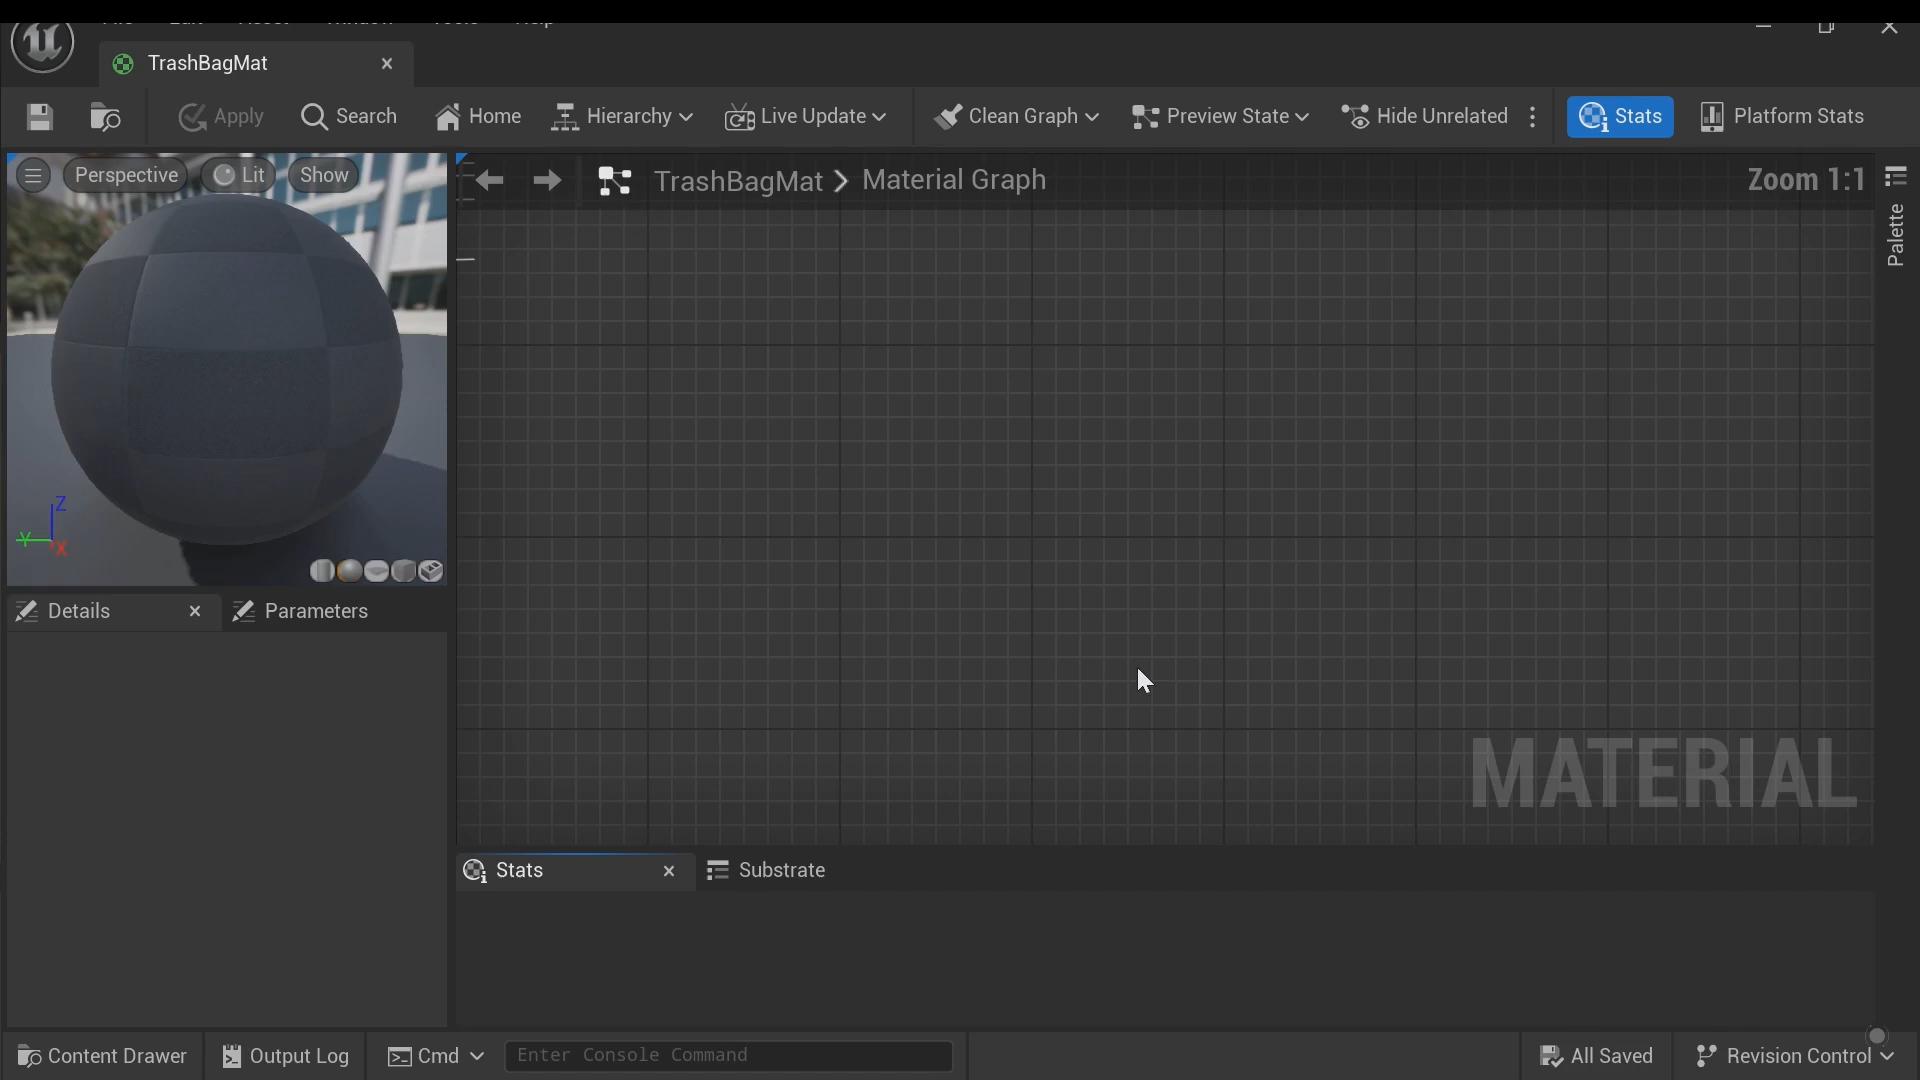 TrashBagMat
Apply Search Home Hierarchy Live Update Clean Graph Preview State Hide Unrelated Stats Platform Stats
Perspective Lit Show
TrashBagMat Material Graph Zoom 1:1
Palette
Z
Y
X
Details Parameters
MATERIAL
Stats Substrate
Content Drawer Output Log Cmd Enter Console Command All Saved Revision Control